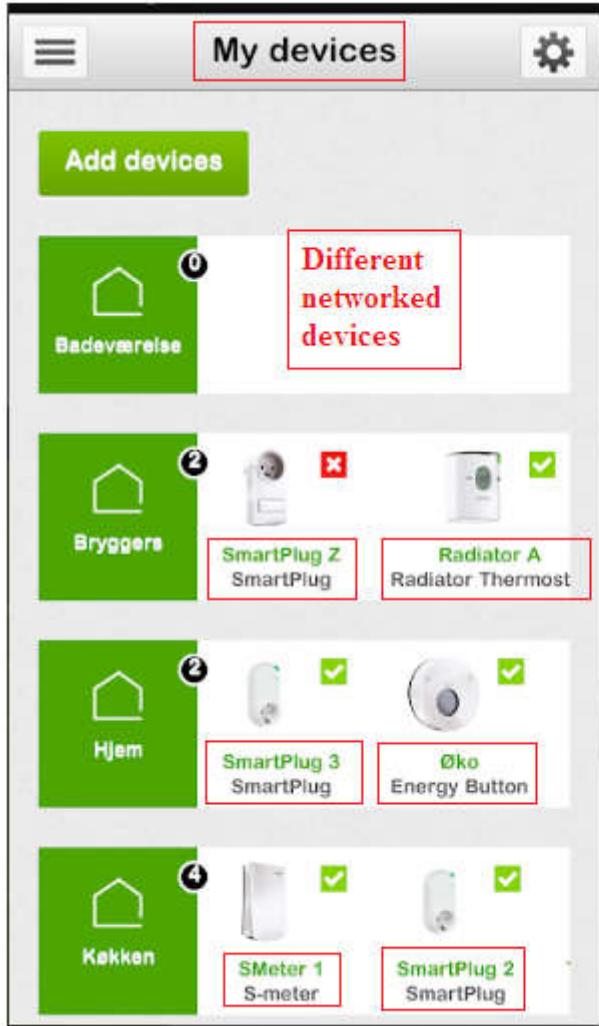 My devices
Add devices
0
Different
networked
devices
Badeværelse
2
Bryggers
SmartPlug Z
SmartPlug
Radiator A
Radiator Thermost
2
Hjem
SmartPlug 3
SmartPlug
Øko
Energy Button
4
Køkken
SMeter 1
S-meter
SmartPlug 2
SmartPlug